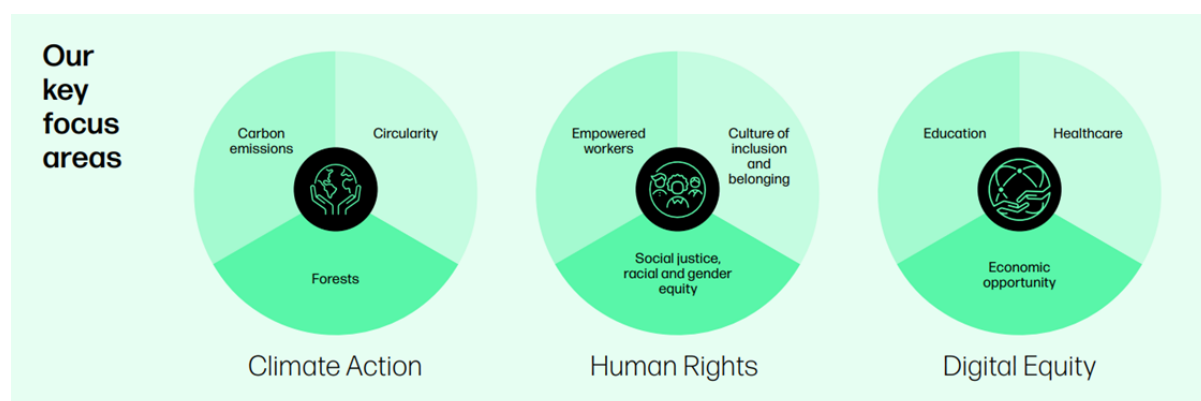 Our
key
focus
areas
Carbon
emissions
Circularity
Forests
Climate Action
Empowered
workers
Culture of
inclusion
and
belonging
Social justice,
racial and gender
equity
Human Rights
Education
Healthcare
Economic
opportunity
Digital Equity